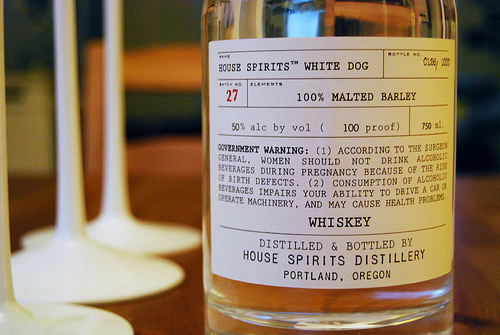 NAME
BOTTLE NO.
HOUSE SPIRITS™ WHITE DOG
0126/ 1000
BATCH NO.
ELEMENTS
27
100% MALTED BARLEY
50% alc by vol ( 100 proof)
750 ml.
GOVERNMENT WARNING: (1) ACCORDING TO THE SURGEON
GENERAL, WOMEN SHOULD NOT DRINK ALCOHOLIC
BEVERAGES DURING PREGNANCY BECAUSE OF THE RISK
OF BIRTH DEFECTS. (2) CONSUMPTION OF ALCOHOLIC
BEVERAGES IMPAIRS YOUR ABILITY TO DRIVE A CAR OR
OPERATE MACHINERY, AND MAY CAUSE HEALTH PROBLEMS.
WHISKEY
DISTILLED & BOTTLED BY
HOUSE SPIRITS DISTILLERY
PORTLAND, OREGON